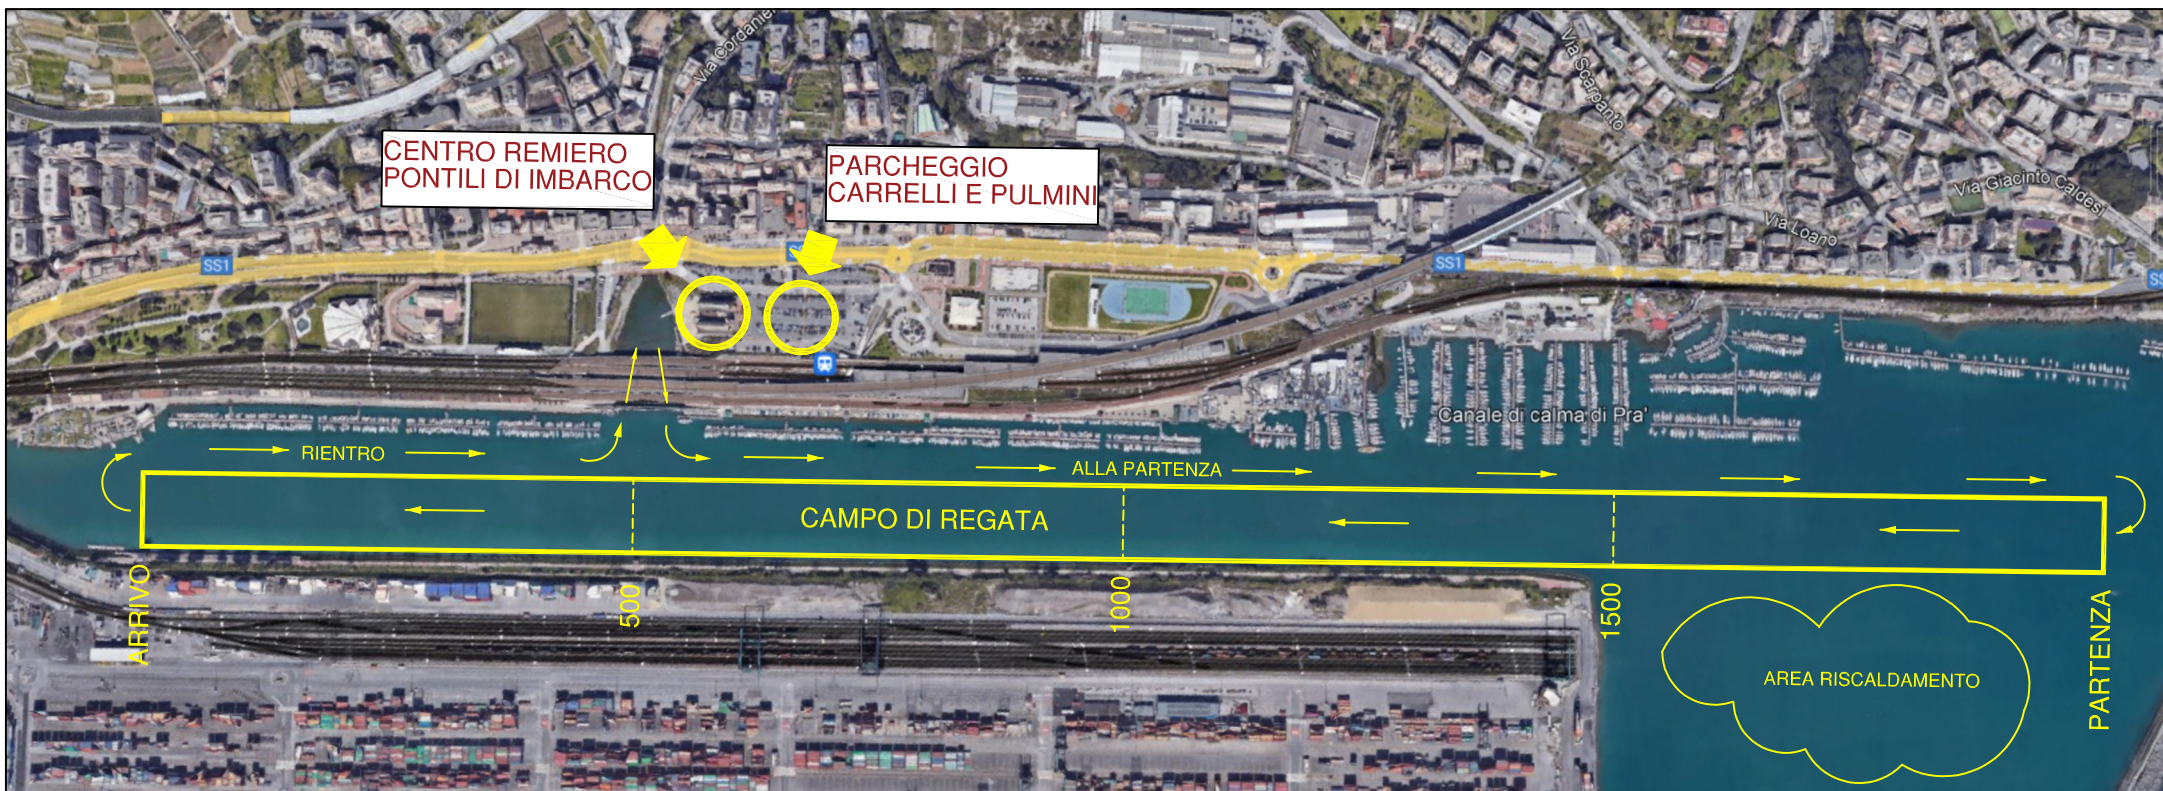 Via Cordanieri
Via Scarpanto
CENTRO REMIERO
PONTILI DI IMBARCO
PARCHEGGIO
CARRELLI E PULMINI
Via Giacinto Caldesi
Via Loano
SS1
SS1
Canale di calma di Pra'
RIENTRO
ALLA PARTENZA
CAMPO DI REGATA
ARRIVO
500
1000
1500
PARTENZA
AREA RISCALDAMENTO